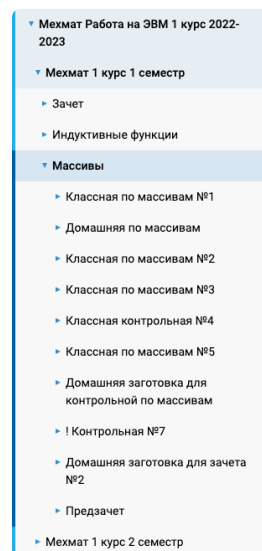 Мехмат Работа на ЭВМ 1 курс 2022-
2023
Мехмат 1 курс 1 семестр
Зачет
Индуктивные функции
Массивы
Классная по массивам №1
Домашняя по массивам
Классная по массивам №2
Классная по массивам №3
Классная контрольная №4
Классная по массивам №5
Домашняя заготовка для
контрольной по массивам
! Контрольная №7
Домашняя заготовка для зачета
№2
Предзачет
Мехмат 1 курс 2 семестр